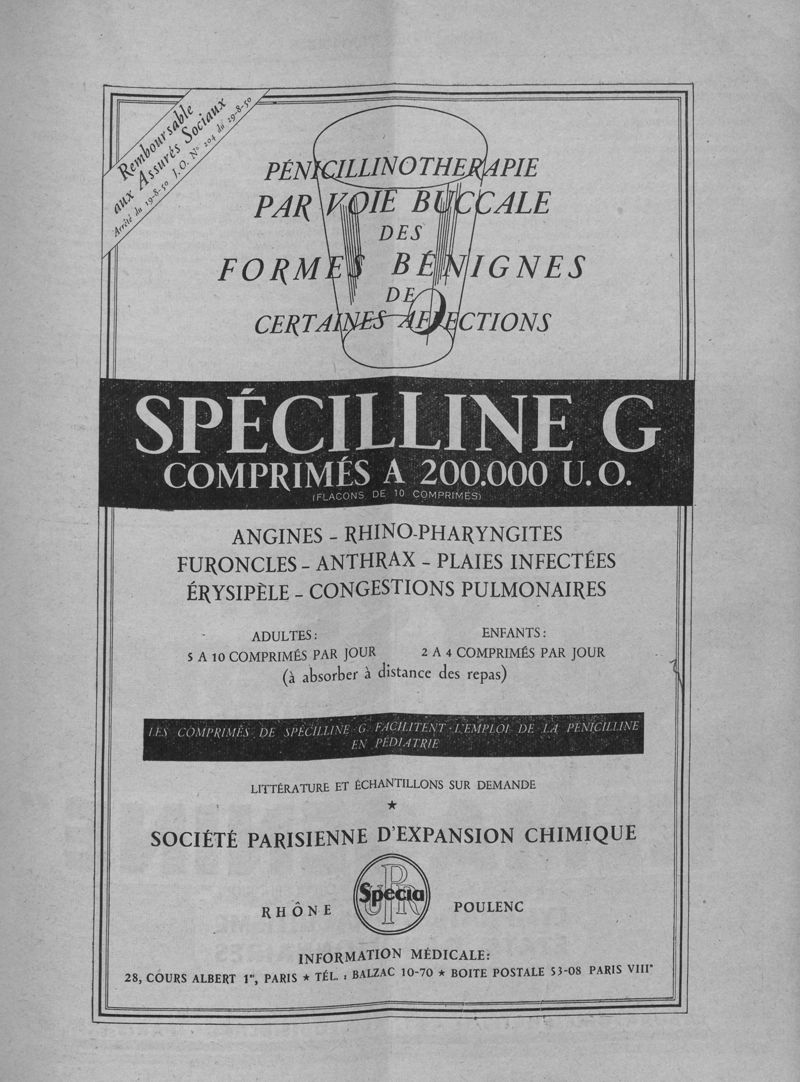 Remboursable
aux Assurés Sociaux
Arrêté du 19-8-50 J.O. N° 204 du 29-8-50
PÉNICILLINOTHERAPIE
PAR VOIE BUCCALE
DES
FORMES BÉNIGNES
DE
CERTAINES AFFECTIONS
SPÉCILLINE G
COMPRIMÉS A 200.000 U.O.
(FLACONS DE 10 COMPRIMÉS)
ANGINES - RHINO-PHARYNGITES
FURONCLES - ANTHRAX - PLAIES INFECTÉES
ÉRYSIPÈLE - CONGESTIONS PULMONAIRES
ADULTES :
5 A 10 COMPRIMÉS PAR JOUR
ENFANTS :
2 A 4 COMPRIMÉS PAR JOUR
(à absorber à distance des repas)
LES COMPRIMÉS DE SPÉCILLINE G FACILITENT L'EMPLOI DE LA PÉNICILLINE
EN PÉDIATRIE
LITTÉRATURE ET ÉCHANTILLONS SUR DEMANDE
★
SOCIÉTÉ PARISIENNE D'EXPANSION CHIMIQUE
RHÔNE Specia POULENC
INFORMATION MÉDICALE:
28, COURS ALBERT 1er, PARIS ★ TÉL. : BALZAC 10-70 ★ BOITE POSTALE 53-08 PARIS VIIIe